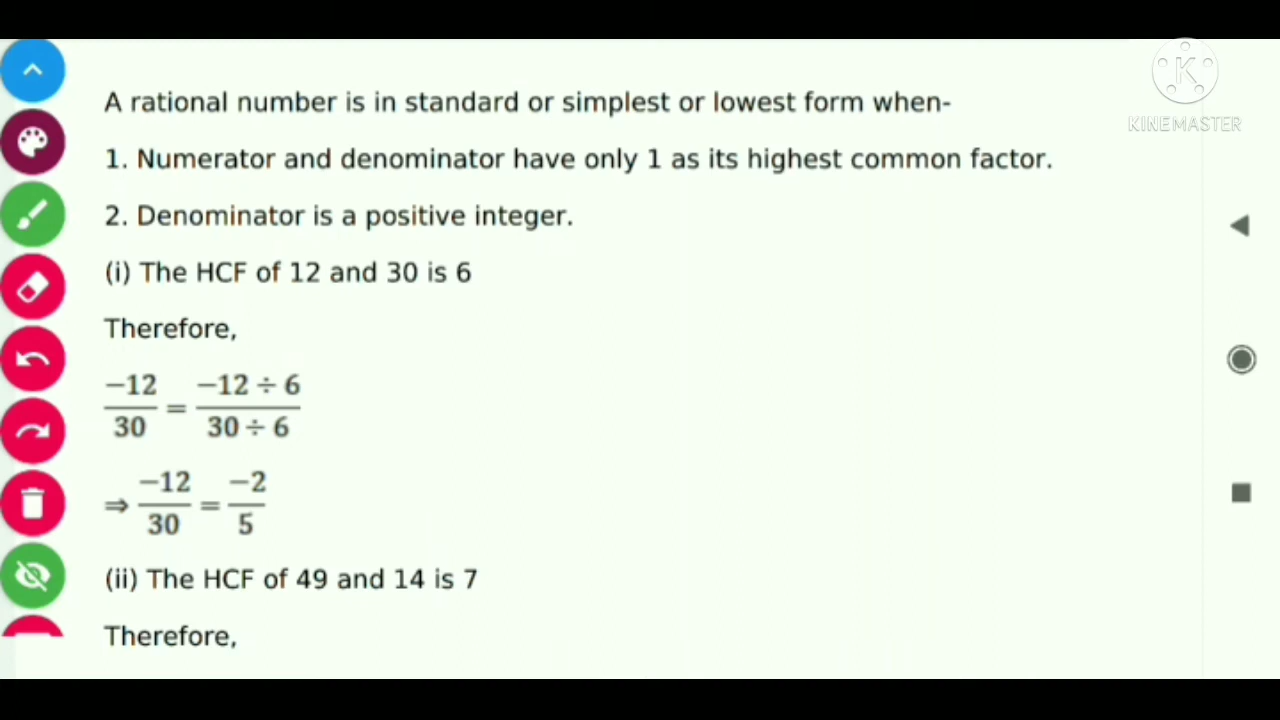 A rational number is in standard or simplest or lowest form when-
1. Numerator and denominator have only 1 as its highest common factor.
2. Denominator is a positive integer.
(i) The HCF of 12 and 30 is 6
Therefore,
−12/30 = −12 ÷ 6/30 ÷ 6
⇒ −12/30 = −2/5
(ii) The HCF of 49 and 14 is 7
Therefore,
K
KINEMASTER